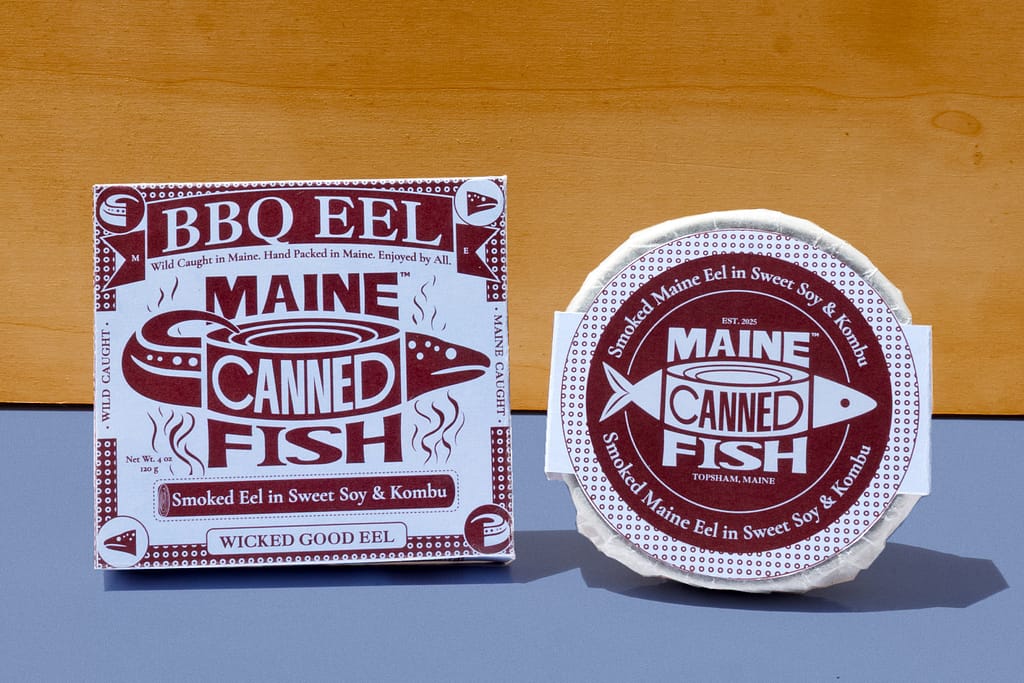 BBQ EEL
M
E
Wild Caught in Maine. Hand Packed in Maine. Enjoyed by All.
MAINE™
CANNED
FISH
• WILD CAUGHT •
• MAINE CAUGHT •
Net Wt. 4 oz
120 g
Smoked Eel in Sweet Soy & Kombu
WICKED GOOD EEL
Smoked Maine Eel in Sweet Soy & Kombu
EST. 2025
MAINE™
CANNED
FISH
TOPSHAM, MAINE
Smoked Maine Eel in Sweet Soy & Kombu